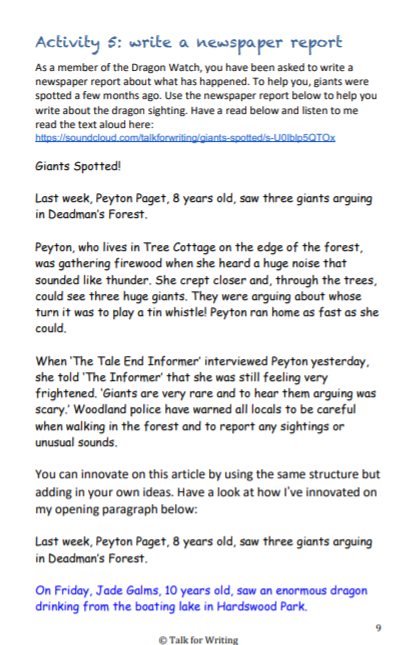 Activity 5: write a newspaper report
As a member of the Dragon Watch, you have been asked to write a
newspaper report about what has happened. To help you, giants were
spotted a few months ago. Use the newspaper report below to help you
write about the dragon sighting. Have a read below and listen to me
read the text aloud here:
https://soundcloud.com/talkforwriting/giants-spotted/s-U0Iblp5QTOx
Giants Spotted!
Last week, Peyton Paget, 8 years old, saw three giants arguing
in Deadman's Forest.
Peyton, who lives in Tree Cottage on the edge of the forest,
was gathering firewood when she heard a huge noise that
sounded like thunder. She crept closer and, through the trees,
could see three huge giants. They were arguing about whose
turn it was to play a tin whistle! Peyton ran home as fast as she
could.
When 'The Tale End Informer' interviewed Peyton yesterday,
she told 'The Informer' that she was still feeling very
frightened. 'Giants are very rare and to hear them arguing was
scary.' Woodland police have warned all locals to be careful
when walking in the forest and to report any sightings or
unusual sounds.
You can innovate on this article by using the same structure but
adding in your own ideas. Have a look at how I've innovated on
my opening paragraph below:
Last week, Peyton Paget, 8 years old, saw three giants arguing
in Deadman's Forest.
On Friday, Jade Galms, 10 years old, saw an enormous dragon
drinking from the boating lake in Hardswood Park.
9
© Talk for Writing